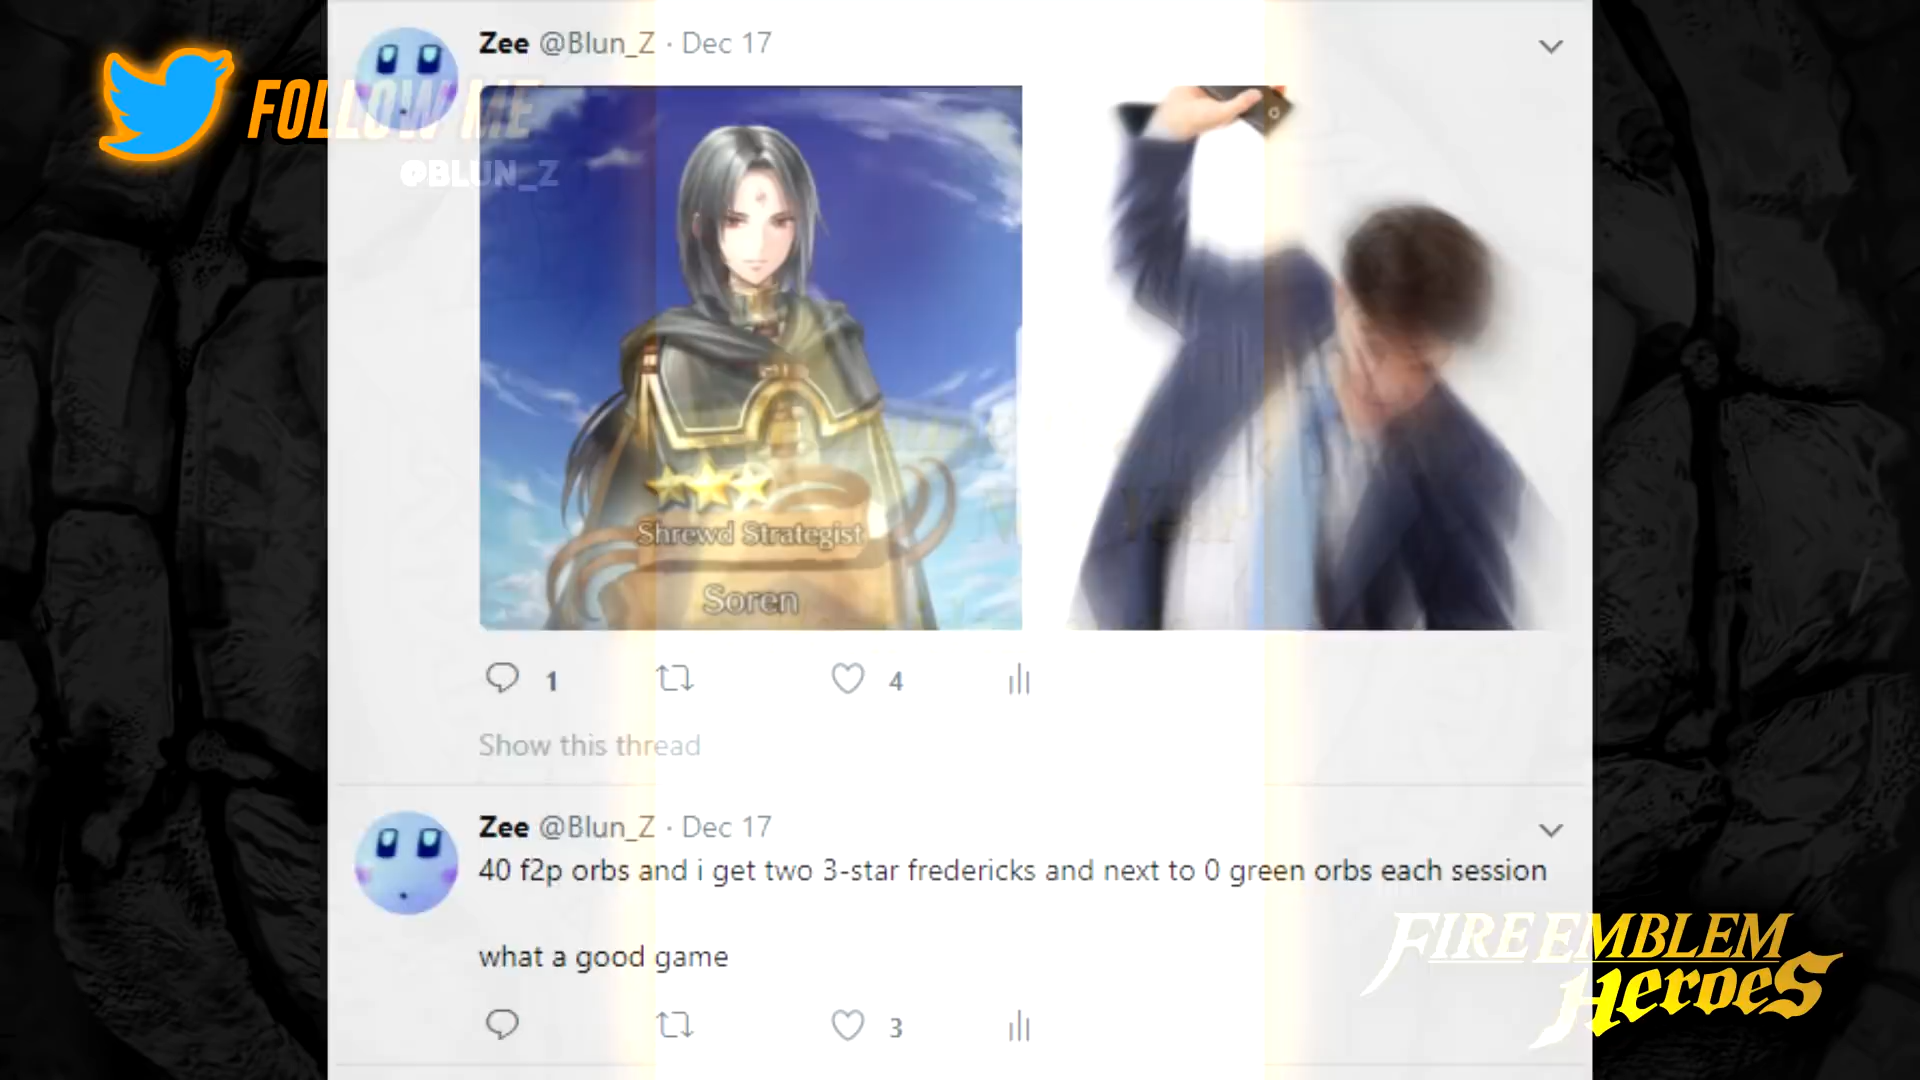 FOLLOW ME
@BLUN_Z
Zee @Blun_Z · Dec 17
Shrewd Strategist
Soren
1
4
Show this thread
Zee @Blun_Z · Dec 17
40 f2p orbs and i get two 3-star fredericks and next to 0 green orbs each session
what a good game
3
FIRE EMBLEM
Heroes